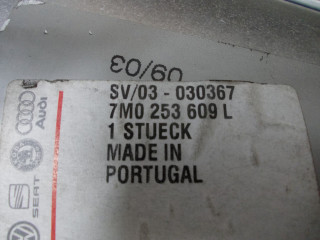 09/03
SV/03 - 030367
7M0 253 609 L
1 STUECK
MADE IN
PORTUGAL
Audi
SEAT